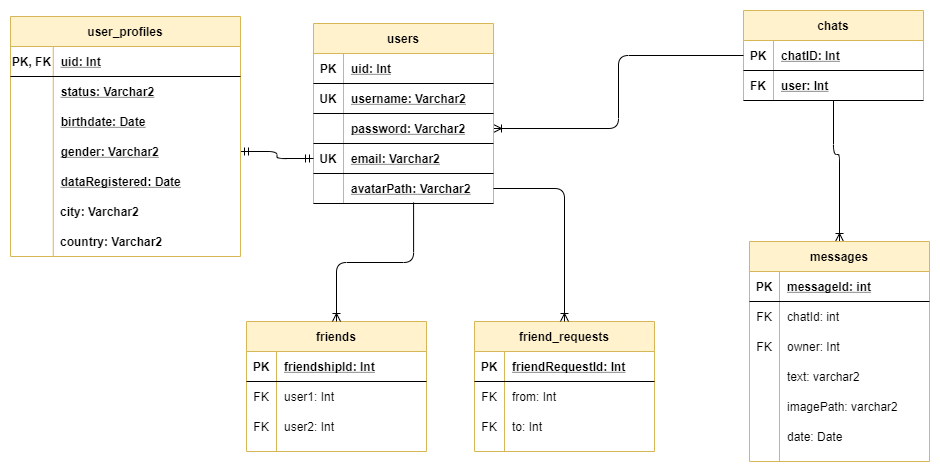 user_profiles
PK, FK uid: Int
status: Varchar2
birthdate: Date
gender: Varchar2
dataRegistered: Date
city: Varchar2
country: Varchar2
users
PK uid: Int
UK username: Varchar2
password: Varchar2
UK email: Varchar2
avatarPath: Varchar2
chats
PK chatID: Int
FK user: Int
friends
PK friendshipId: Int
FK user1: Int
FK user2: Int
friend_requests
PK friendRequestId: Int
FK from: Int
FK to: Int
messages
PK messageId: int
FK chatId: int
FK owner: Int
text: varchar2
imagePath: varchar2
date: Date